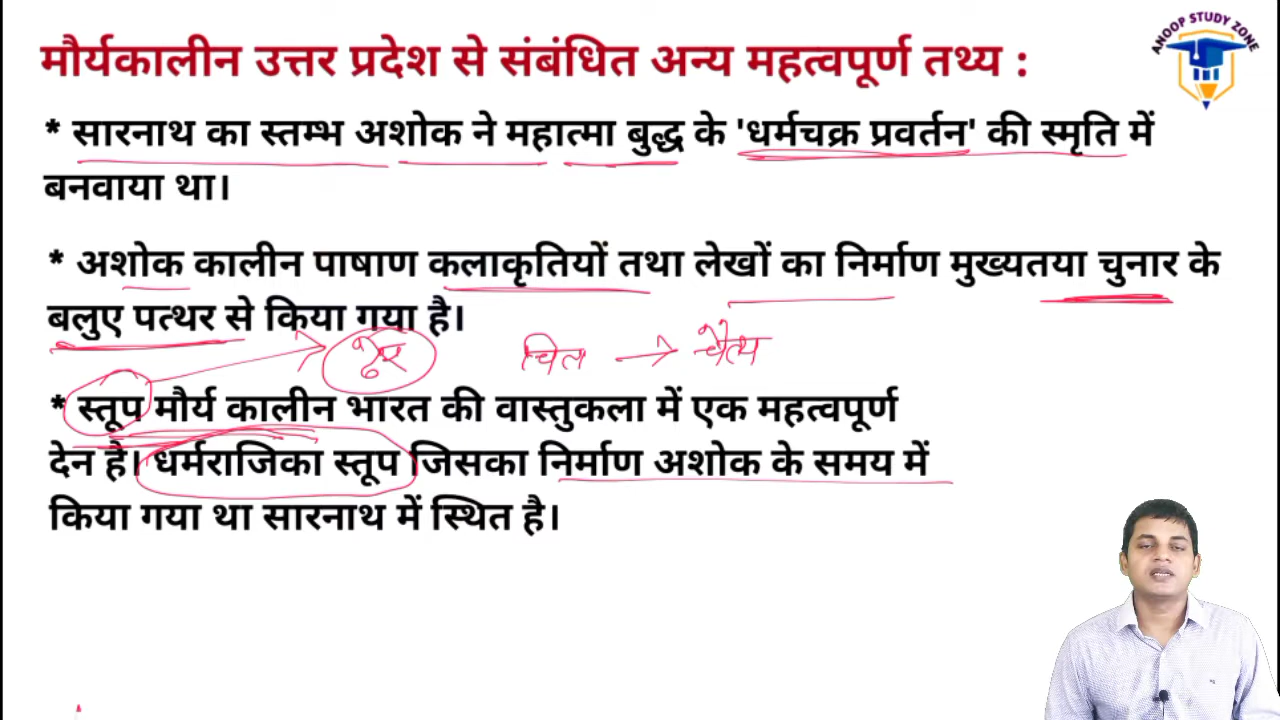 मौर्यकालीन उत्तर प्रदेश से संबंधित अन्य महत्वपूर्ण तथ्य :
ANOOP STUDY ZONE
* सारनाथ का स्तम्भ अशोक ने महात्मा बुद्ध के 'धर्मचक्र प्रवर्तन' की स्मृति में
बनवाया था।
* अशोक कालीन पाषाण कलाकृतियों तथा लेखों का निर्माण मुख्यतया चुनार के
बलुए पत्थर से किया गया है।
ढेर चिता → चैत्य
* स्तूप मौर्य कालीन भारत की वास्तुकला में एक महत्वपूर्ण
देन है। धर्मराजिका स्तूप जिसका निर्माण अशोक के समय में
किया गया था सारनाथ में स्थित है।